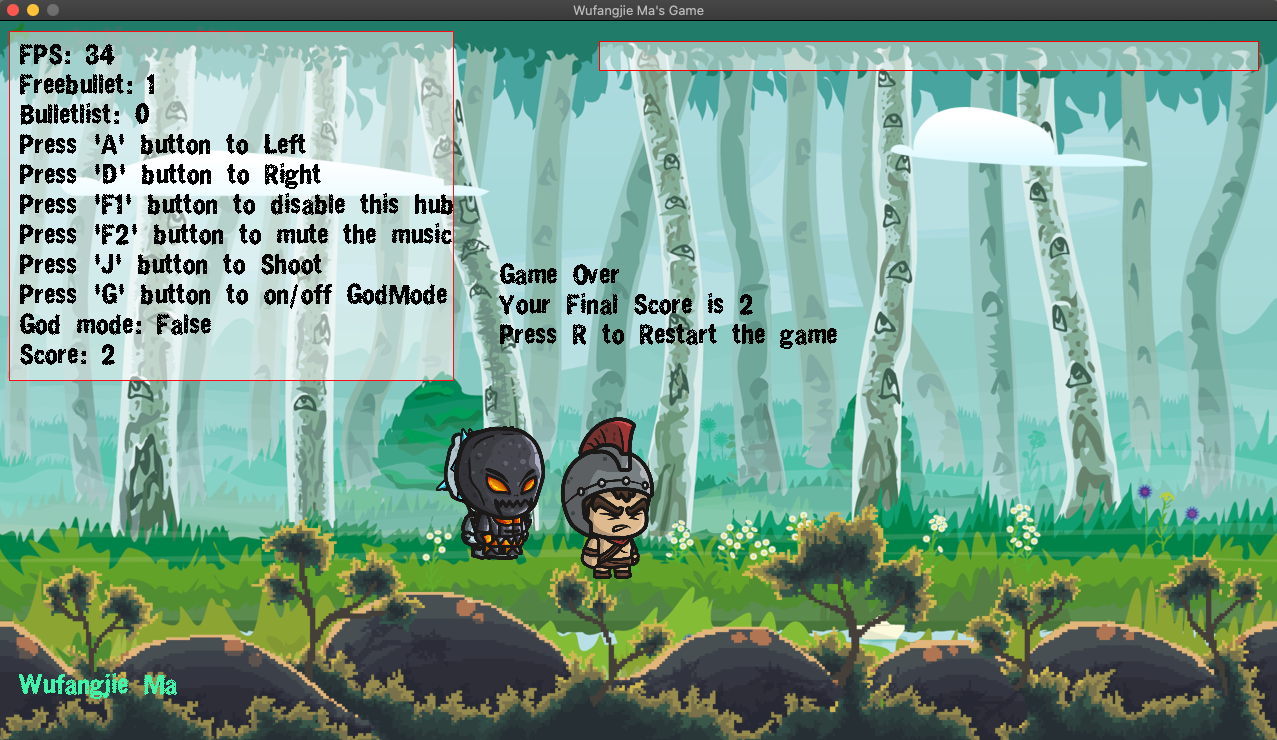 Wufangjie Ma's Game
FPS: 34
Freebullet: 1
Bulletlist: 0
Press 'A' button to Left
Press 'D' button to Right
Press 'F1' button to disable this hub
Press 'F2' button to mute the music
Press 'J' button to Shoot
Press 'G' button to on/off GodMode
God mode: False
Score: 2
Game Over
Your Final Score is 2
Press R to Restart the game
Wufangjie Ma